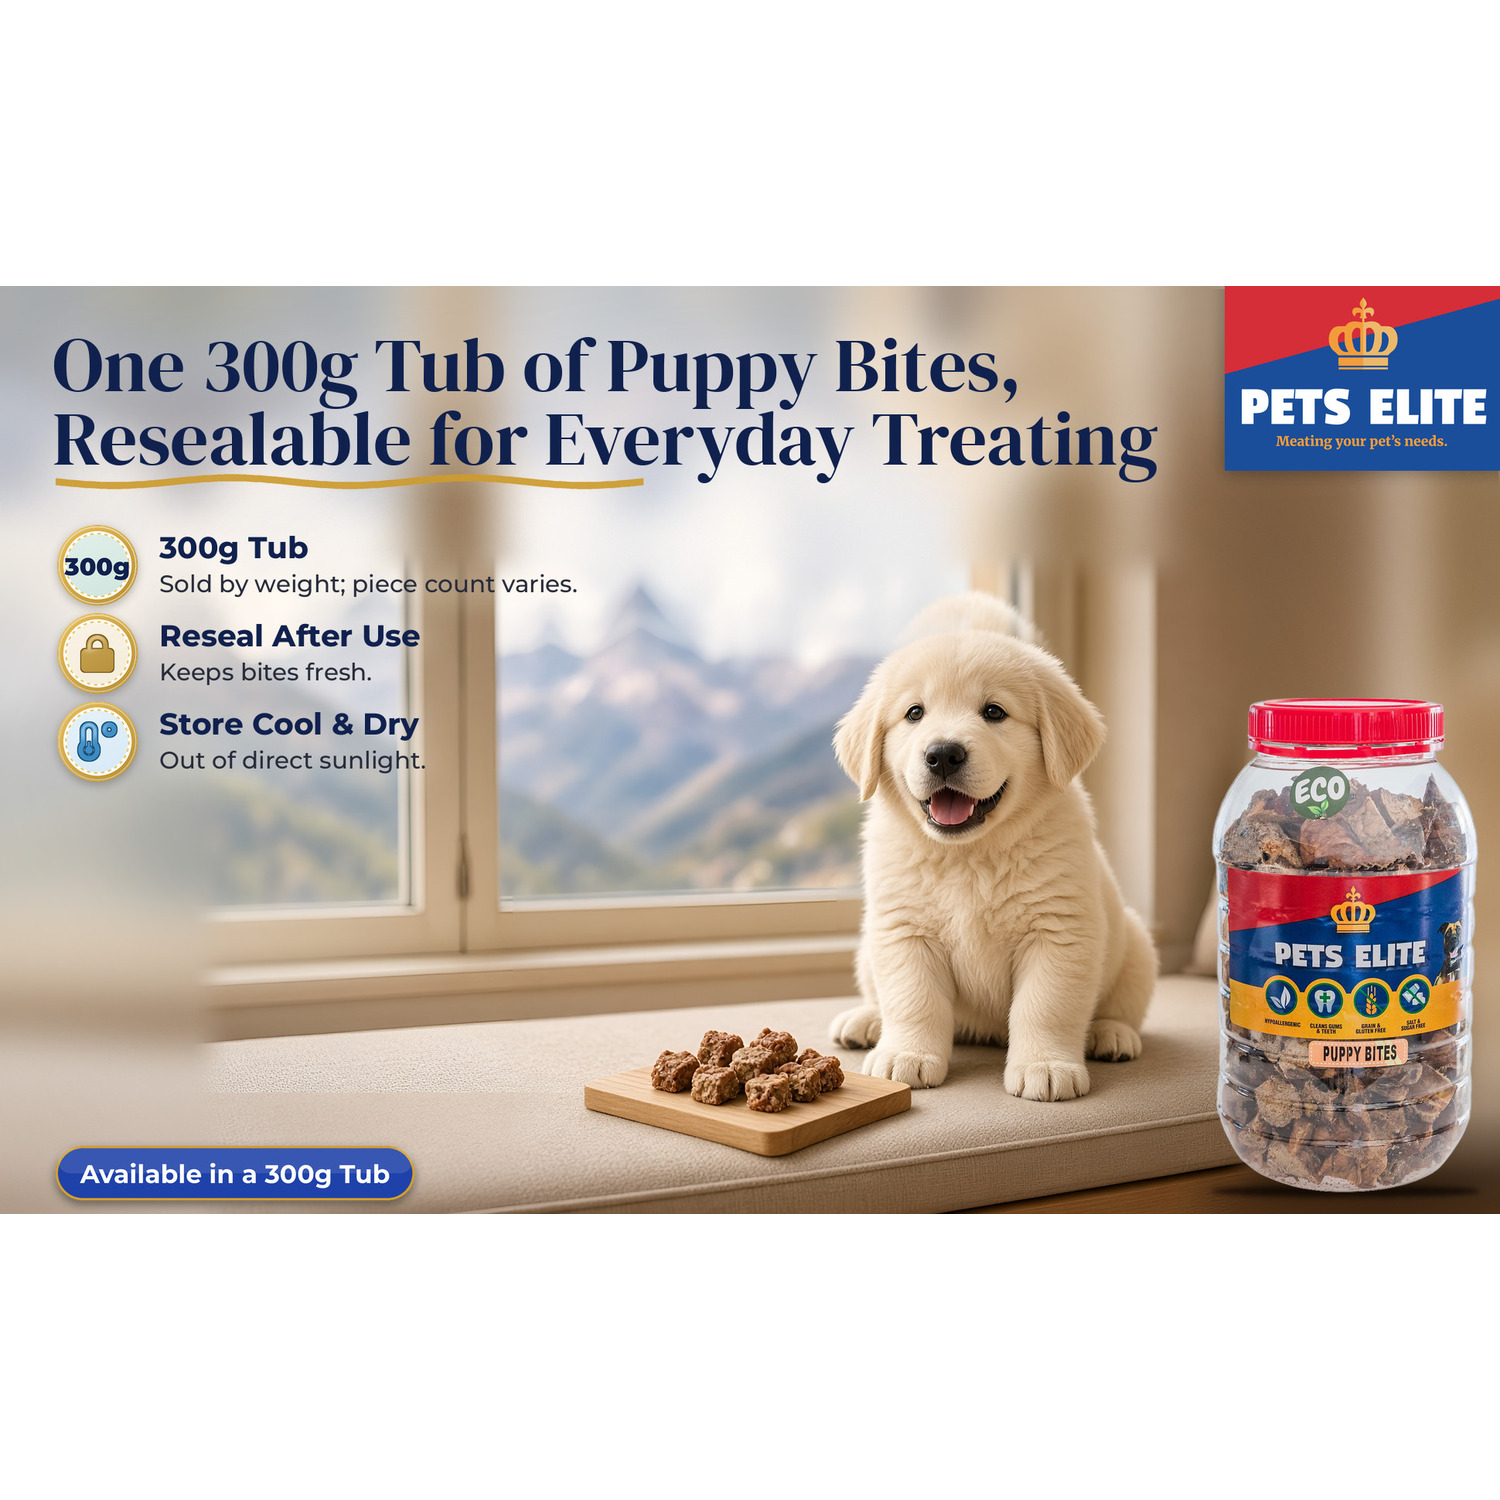 One 300g Tub of Puppy Bites,
Resealable for Everyday Treating
PETS ELITE
Meating your pet's needs.
300g
300g Tub
Sold by weight; piece count varies.
Reseal After Use
Keeps bites fresh.
Store Cool & Dry
Out of direct sunlight.
ECO
PETS ELITE
HYPOALLERGENIC
CLEANS GUMS
& TEETH
GRAIN &
GLUTEN FREE
SALT &
SUGAR FREE
PUPPY BITES
Available in a 300g Tub